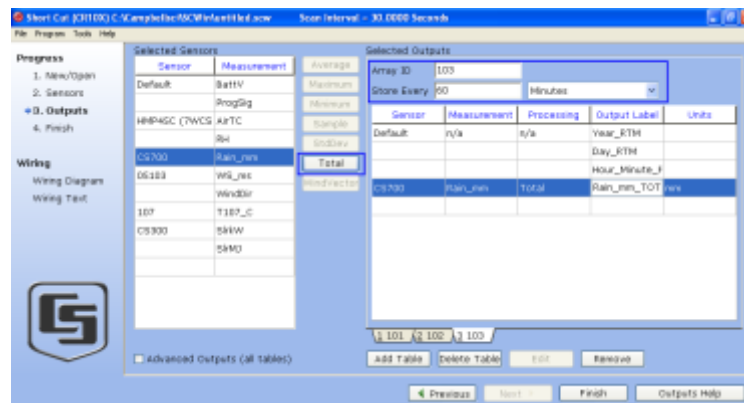 Short Cut (CR10X) C:\Campbellsci\SCWin\untitled.scw Scan Interval = 30.0000 Seconds
File Program Tools Help
Progress
1. New/Open
2. Sensors
3. Outputs
4. Finish
Wiring
Wiring Diagram
Wiring Text
Selected Sensors
Sensor Measurement
Default BattV
ProgSig
HMP45C (7WCS AirTC
RH
CS700 Rain_mm
05103 WS_ms
WindDir
107 T107_C
CS300 SlrkW
SlrMJ
Advanced Outputs (all tables)
Average
Maximum
Minimum
Sample
StdDev
Total
WindVector
Selected Outputs
Array ID 103
Store Every 60 Minutes
Sensor Measurement Processing Output Label Units
Default n/a n/a Year_RTM
Day_RTM
Hour_Minute_R
CS700 Rain_mm Total Rain_mm_TOT mm
1 101 2 102 3 103
Add Table Delete Table Edit Remove
Previous Next Finish Outputs Help